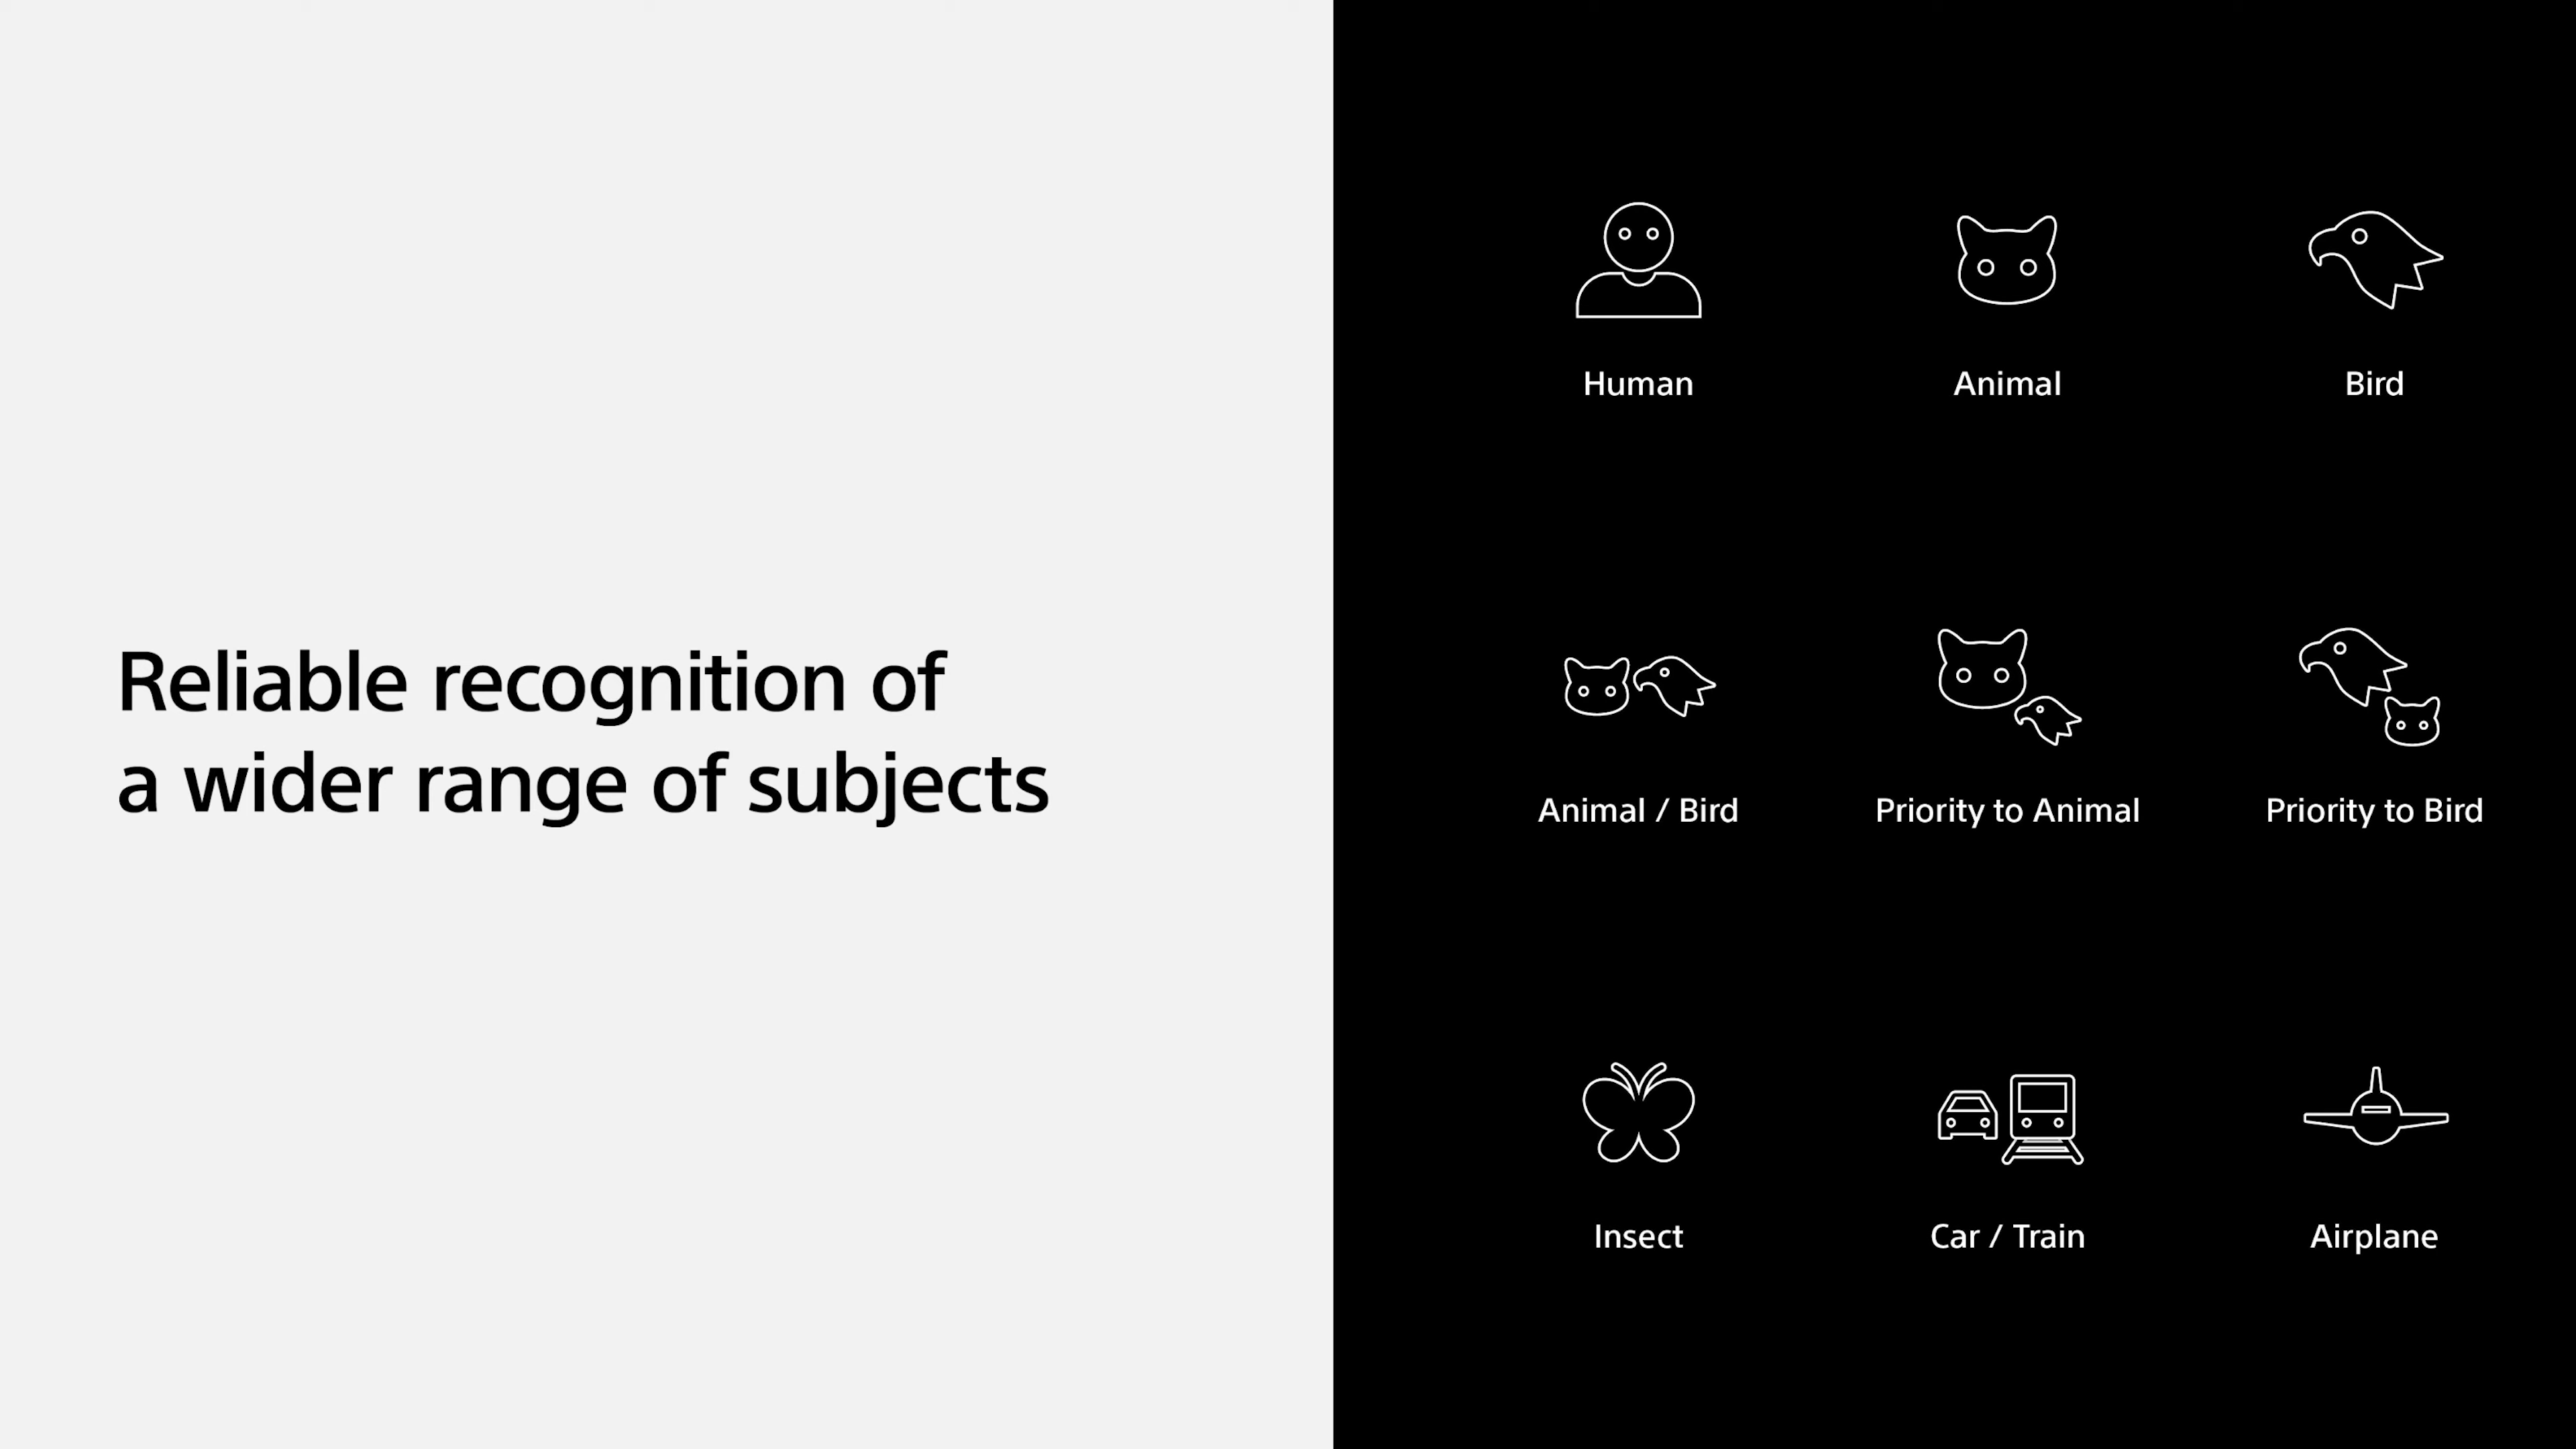 Reliable recognition of
a wider range of subjects
Human
Animal
Bird
Animal / Bird
Priority to Animal
Priority to Bird
Insect
Car / Train
Airplane